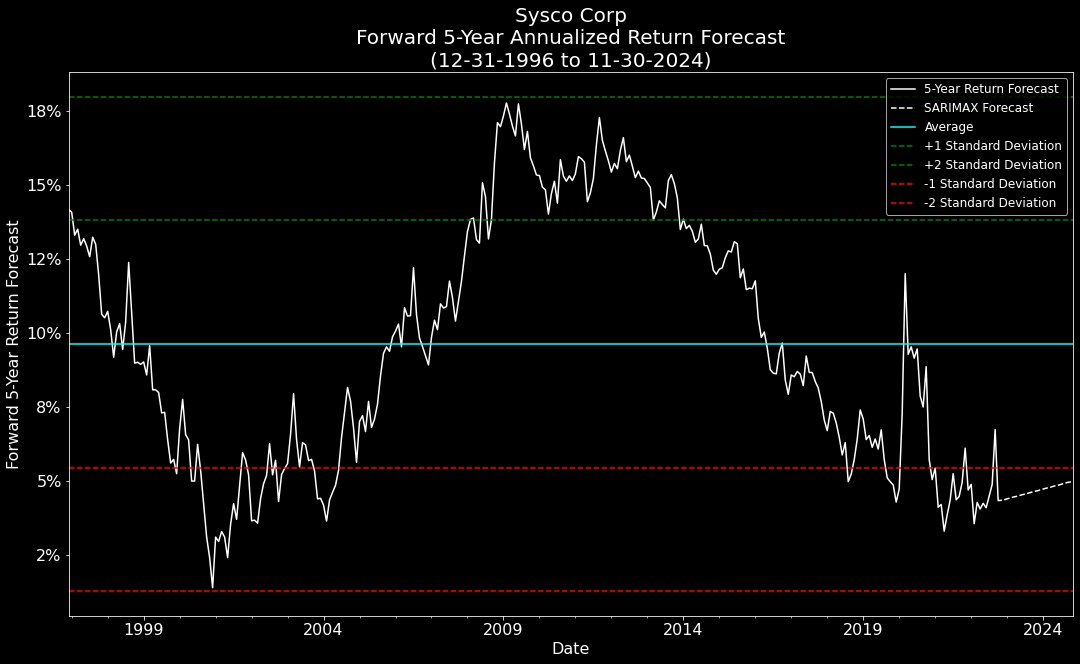 Sysco Corp
Forward 5-Year Annualized Return Forecast
(12-31-1996 to 11-30-2024)
5-Year Return Forecast
SARIMAX Forecast
Average
+1 Standard Deviation
+2 Standard Deviation
-1 Standard Deviation
-2 Standard Deviation
Forward 5-Year Return Forecast
18%
15%
12%
10%
8%
5%
2%
1999
2004
2009
2014
2019
2024
Date